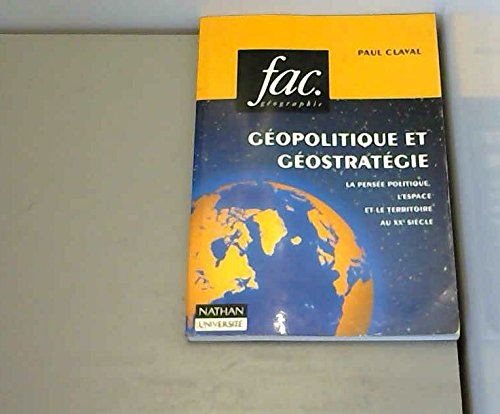 PAUL CLAVAL
fac.
géographie
GÉOPOLITIQUE ET
GÉOSTRATÉGIE
LA PENSÉE POLITIQUE,
L'ESPACE
ET LE TERRITOIRE
AU XXe SIÈCLE
NATHAN
UNIVERSITÉ